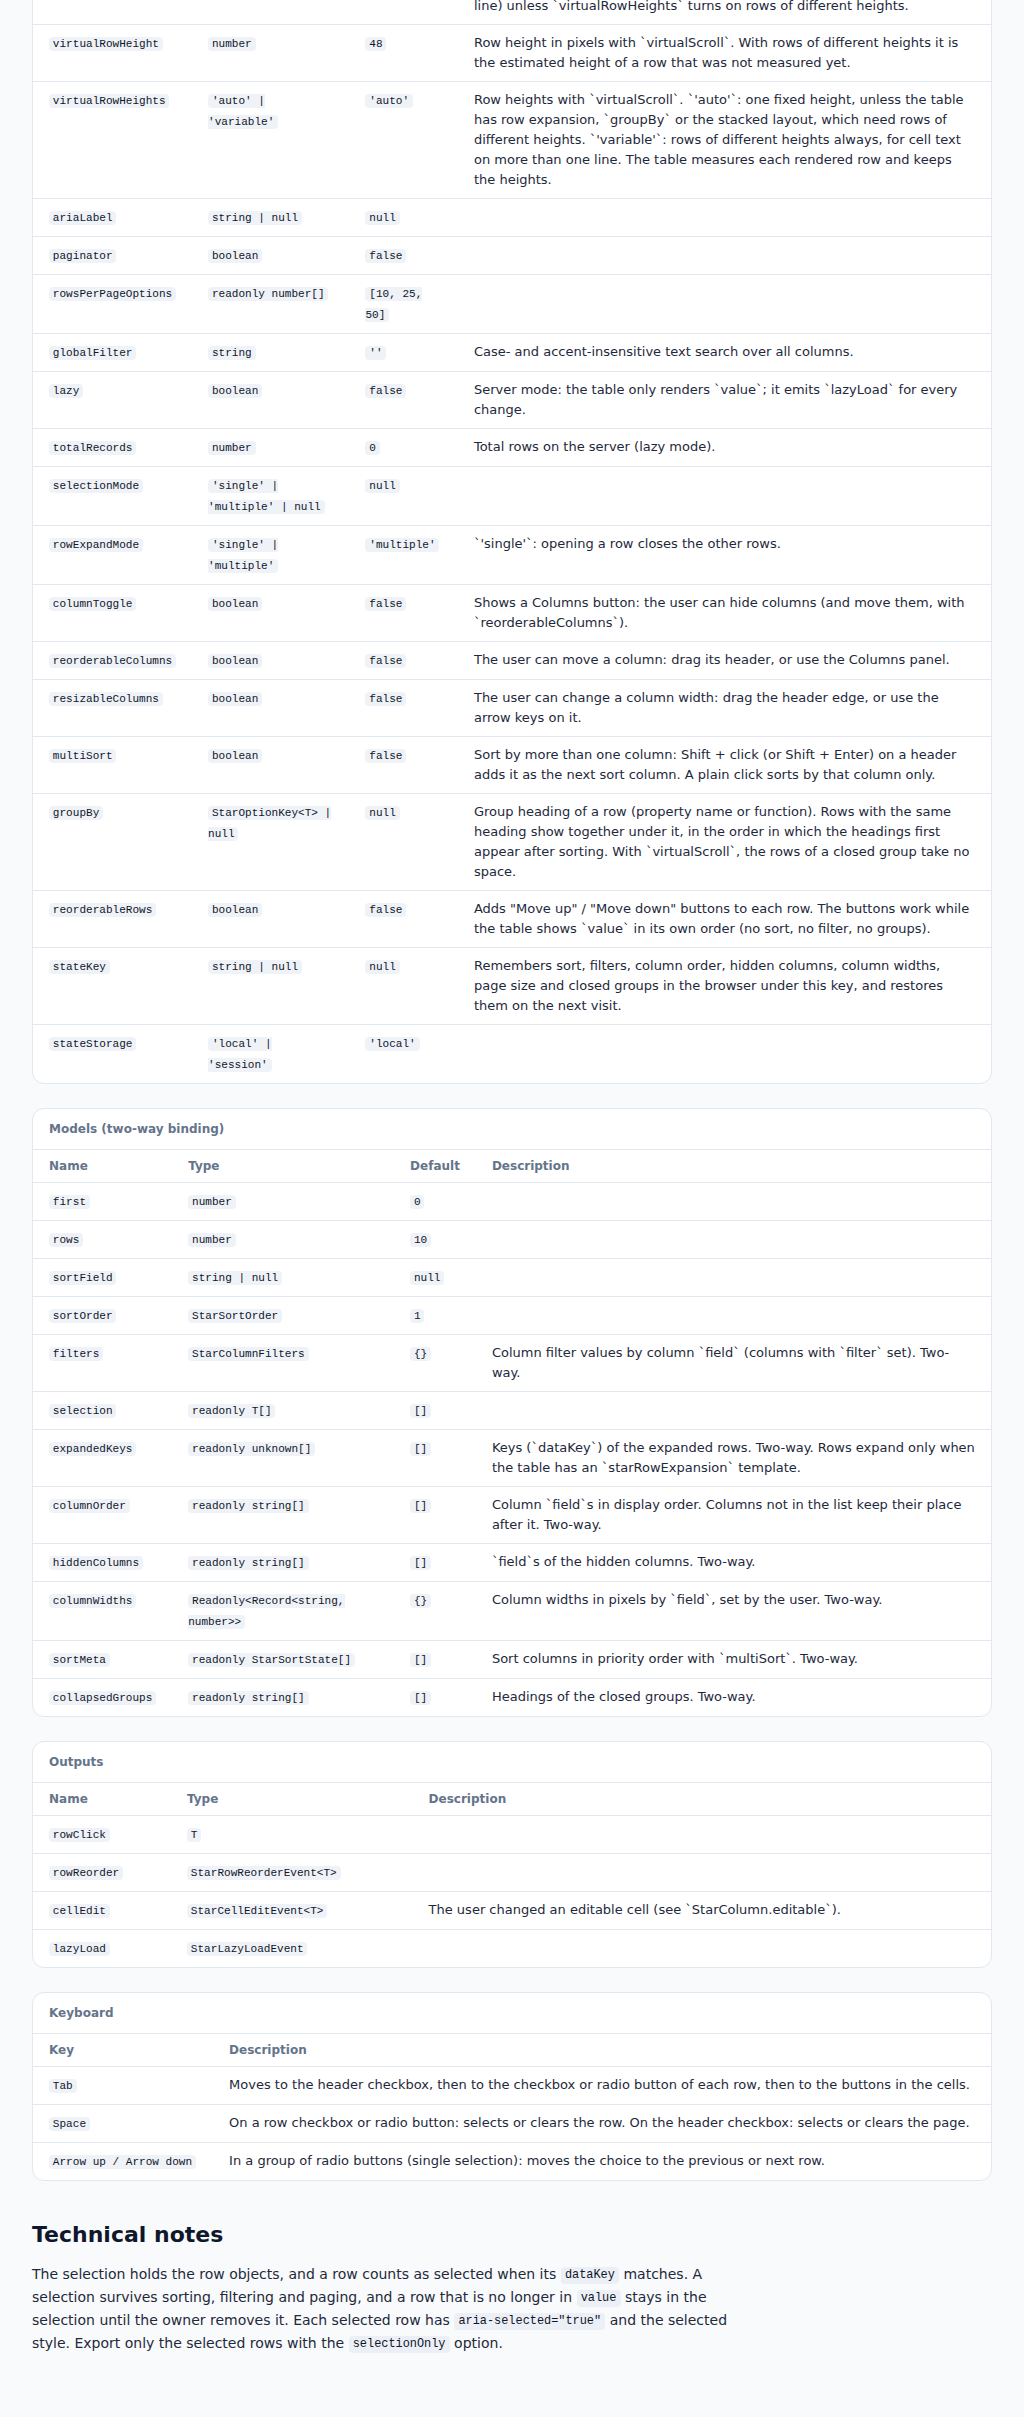 line) unless `virtualRowHeights` turns on rows of different heights.
virtualRowHeight number 48 Row height in pixels with `virtualScroll`. With rows of different heights it is
the estimated height of a row that was not measured yet.
virtualRowHeights 'auto' | 'auto' Row heights with `virtualScroll`. `'auto'`: one fixed height, unless the table
'variable' has row expansion, `groupBy` or the stacked layout, which need rows of
different heights. `'variable'`: rows of different heights always, for cell text
on more than one line. The table measures each rendered row and keeps
the heights.
ariaLabel string | null null
paginator boolean false
rowsPerPageOptions readonly number[] [10, 25,
50]
globalFilter string '' Case- and accent-insensitive text search over all columns.
lazy boolean false Server mode: the table only renders `value`; it emits `lazyLoad` for every
change.
totalRecords number 0 Total rows on the server (lazy mode).
selectionMode 'single' | null
'multiple' | null
rowExpandMode 'single' | 'multiple' `'single'`: opening a row closes the other rows.
'multiple'
columnToggle boolean false Shows a Columns button: the user can hide columns (and move them, with
`reorderableColumns`).
reorderableColumns boolean false The user can move a column: drag its header, or use the Columns panel.
resizableColumns boolean false The user can change a column width: drag the header edge, or use the
arrow keys on it.
multiSort boolean false Sort by more than one column: Shift + click (or Shift + Enter) on a header
adds it as the next sort column. A plain click sorts by that column only.
groupBy StarOptionKey<T> | null Group heading of a row (property name or function). Rows with the same
null heading show together under it, in the order in which the headings first
appear after sorting. With `virtualScroll`, the rows of a closed group take no
space.
reorderableRows boolean false Adds "Move up" / "Move down" buttons to each row. The buttons work while
the table shows `value` in its own order (no sort, no filter, no groups).
stateKey string | null null Remembers sort, filters, column order, hidden columns, column widths,
page size and closed groups in the browser under this key, and restores
them on the next visit.
stateStorage 'local' | 'local'
'session'
Models (two-way binding)
Name Type Default Description
first number 0
rows number 10
sortField string | null null
sortOrder StarSortOrder 1
filters StarColumnFilters {} Column filter values by column `field` (columns with `filter` set). Two-
way.
selection readonly T[] []
expandedKeys readonly unknown[] [] Keys (`dataKey`) of the expanded rows. Two-way. Rows expand only when
the table has an `starRowExpansion` template.
columnOrder readonly string[] [] Column `field`s in display order. Columns not in the list keep their place
after it. Two-way.
hiddenColumns readonly string[] [] `field`s of the hidden columns. Two-way.
columnWidths Readonly<Record<string, {} Column widths in pixels by `field`, set by the user. Two-way.
number>>
sortMeta readonly StarSortState[] [] Sort columns in priority order with `multiSort`. Two-way.
collapsedGroups readonly string[] [] Headings of the closed groups. Two-way.
Outputs
Name Type Description
rowClick T
rowReorder StarRowReorderEvent<T>
cellEdit StarCellEditEvent<T> The user changed an editable cell (see `StarColumn.editable`).
lazyLoad StarLazyLoadEvent
Keyboard
Key Description
Tab Moves to the header checkbox, then to the checkbox or radio button of each row, then to the buttons in the cells.
Space On a row checkbox or radio button: selects or clears the row. On the header checkbox: selects or clears the page.
Arrow up / Arrow down In a group of radio buttons (single selection): moves the choice to the previous or next row.
Technical notes
The selection holds the row objects, and a row counts as selected when its dataKey matches. A
selection survives sorting, filtering and paging, and a row that is no longer in value stays in the
selection until the owner removes it. Each selected row has aria-selected="true" and the selected
style. Export only the selected rows with the selectionOnly option.